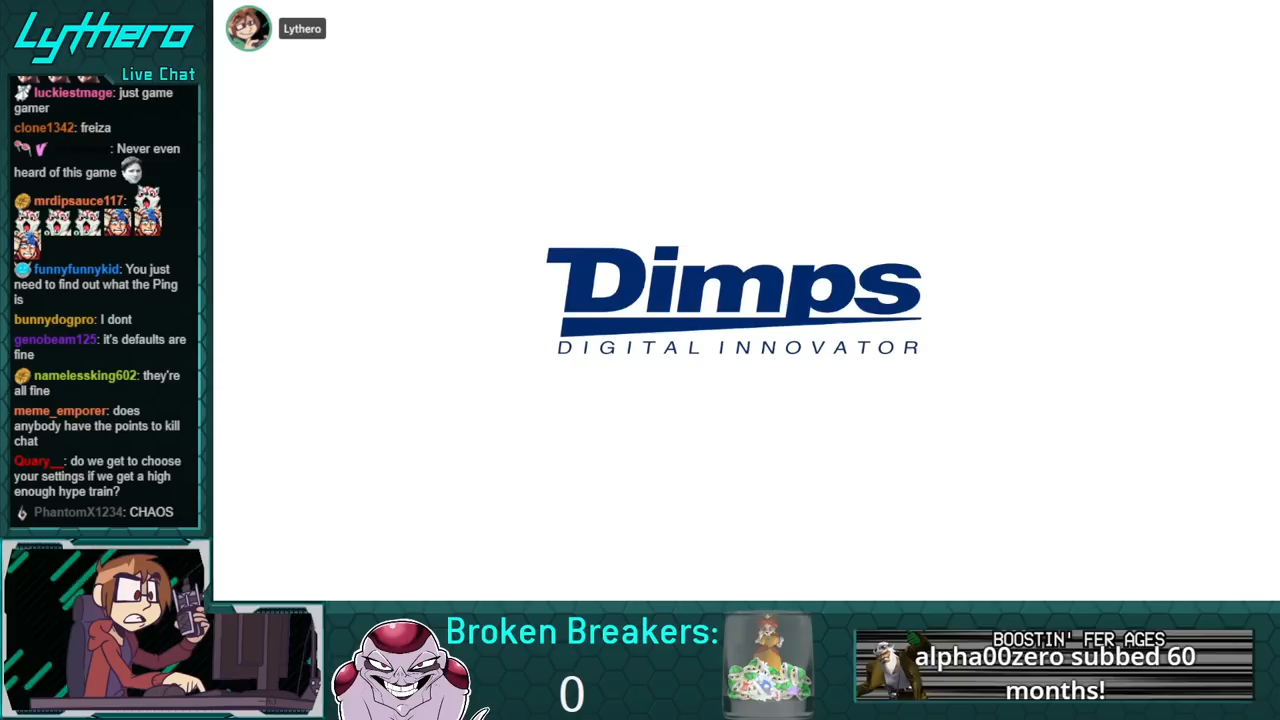 Lythero
Live Chat
luckiestmage: just game
gamer
clone1342: freiza
: Never even
heard of this game
mrdipsauce117:
funnyfunnykid: You just
need to find out what the Ping
is
bunnydogpro: I dont
genobeam125: it's defaults are
fine
namelessking602: they're
all fine
meme_emporer: does
anybody have the points to kill
chat
Quary__: do we get to choose
your settings if we get a high
enough hype train?
PhantomX1234: CHAOS
Lythero
Dimps
DIGITAL INNOVATOR
Broken Breakers:
0
BOOSTIN' FER AGES
alpha00zero subbed 60
months!